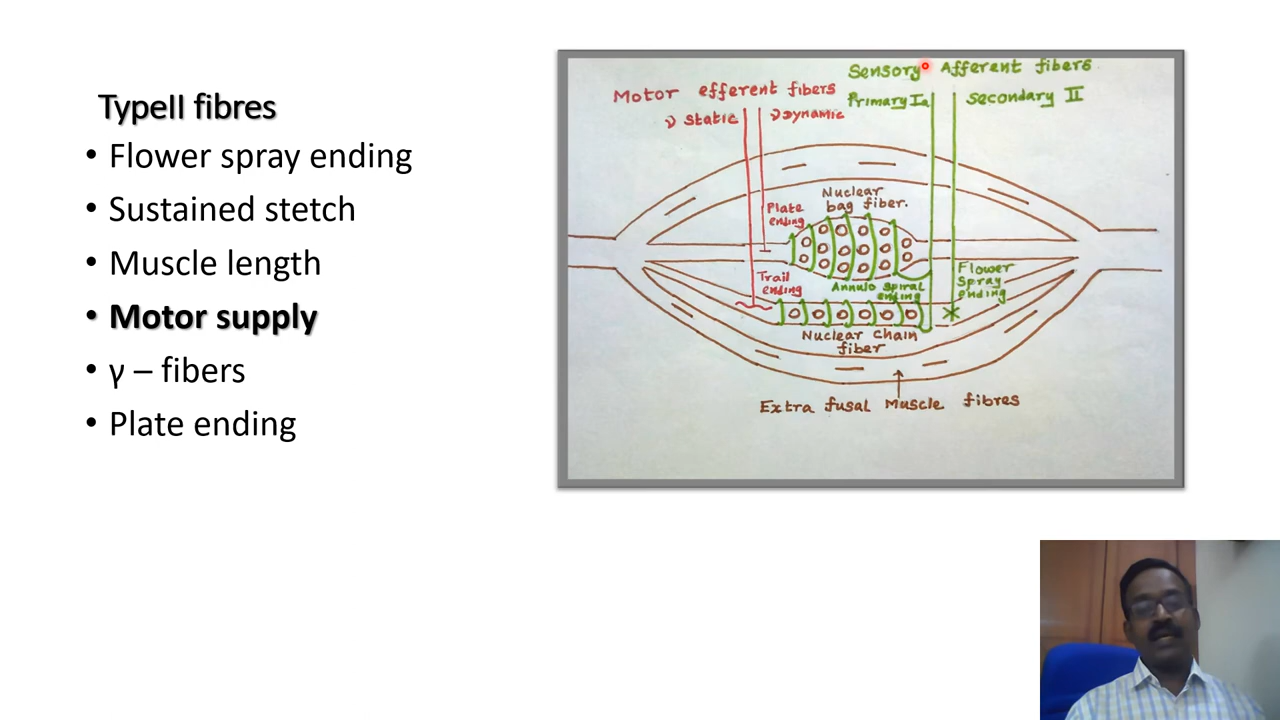 TypeII fibres
• Flower spray ending
• Sustained stetch
• Muscle length
• Motor supply
• γ – fibers
• Plate ending
Sensory Afferent fibers
Motor efferent fibers
Primary Ia
Secondary II
γ Static
γ Dynamic
Nuclear
bag fiber.
Plate
ending
Trail
ending
Annulo Spiral
ending
Flower
Spray
ending
Nuclear Chain
fiber
Extra fusal Muscle fibres